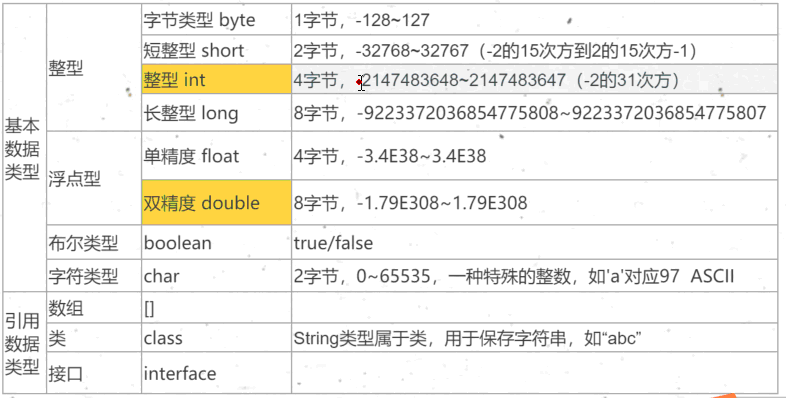 基本数据类型
整型
字节类型 byte
1字节，-128~127
短整型 short
2字节，-32768~32767（-2的15次方到2的15次方-1）
整型 int
4字节，-2147483648~2147483647（-2的31次方）
长整型 long
8字节，-9223372036854775808~9223372036854775807
浮点型
单精度 float
4字节，-3.4E38~3.4E38
双精度 double
8字节，-1.79E308~1.79E308
布尔类型
boolean
true/false
字符类型
char
2字节，0~65535，一种特殊的整数，如'a'对应97 ASCII
引用数据类型
数组
[]
类
class
String类型属于类，用于保存字符串，如“abc”
接口
interface